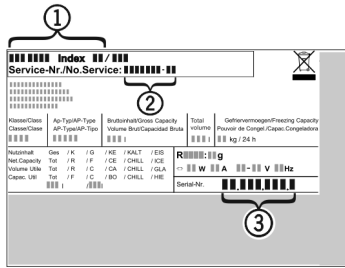 1
Index /
Service-Nr./No.Service: -
2
Klasse/Class Ap-Typ/AP-Type Bruttoinhalt/Gross Capacity Total Gefriervermoegen/Freezing Capacity
Classe/Clase AP-Type/AP-Tipo Volume Brut/Capacidad Bruta volume Pouvoir de Congel./Capac.Congeladora
l l kg / 24 h
Nutzinhalt Ges / K / G / KE / KALT / EIS
Net.Capacity Tot / R / F / CE / CHILL / ICE
Volume Utile Tot / R / C / CA / CHILL / GLA
Capac. Util Tot / F / C / BO / CHILL / HIE
l / l
R : g
W A - V Hz
Serial-Nr. . . .
3